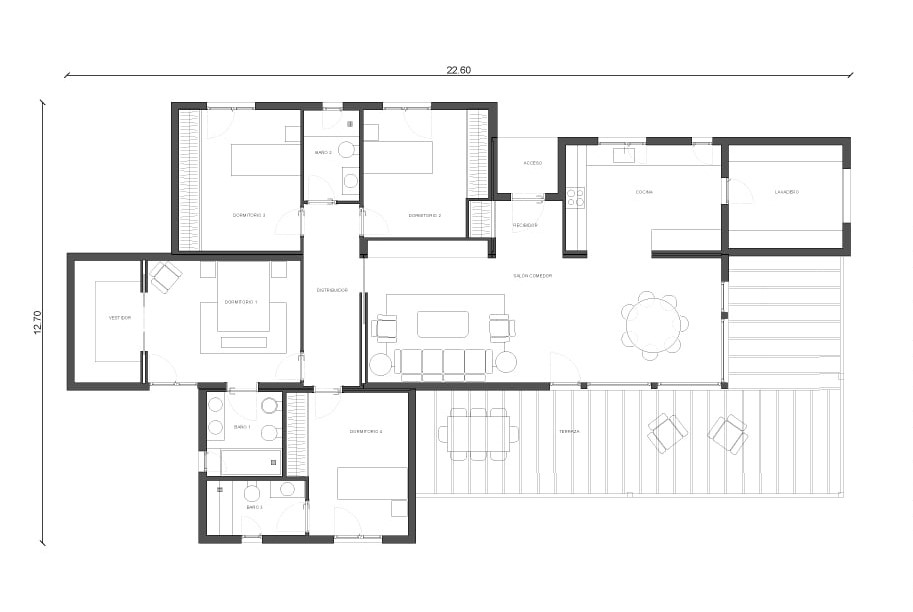 22.60
12.70
BAÑO 2
ACCESO
COCINA
LAVADERO
DORMITORIO 3
DORMITORIO 2
RECIBIDOR
SALON COMEDOR
DISTRIBUIDOR
DORMITORIO 1
VESTIDOR
BAÑO 1
DORMITORIO 4
TERRAZA
BAÑO 3